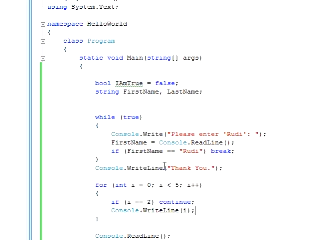 using System.Text;
namespace HelloWorld
{
class Program
{
static void Main(string[] args)
{
bool IAmTrue = false;
string FirstName, LastName;
while (true)
{
Console.Write("Please enter 'Rudi': ");
FirstName = Console.ReadLine();
if (FirstName == "Rudi") break;
}
Console.WriteLine("Thank You.");
for (int i = 0; i < 5; i++)
{
if (i == 2) continue;
Console.WriteLine(i);
}
Console.ReadLine();